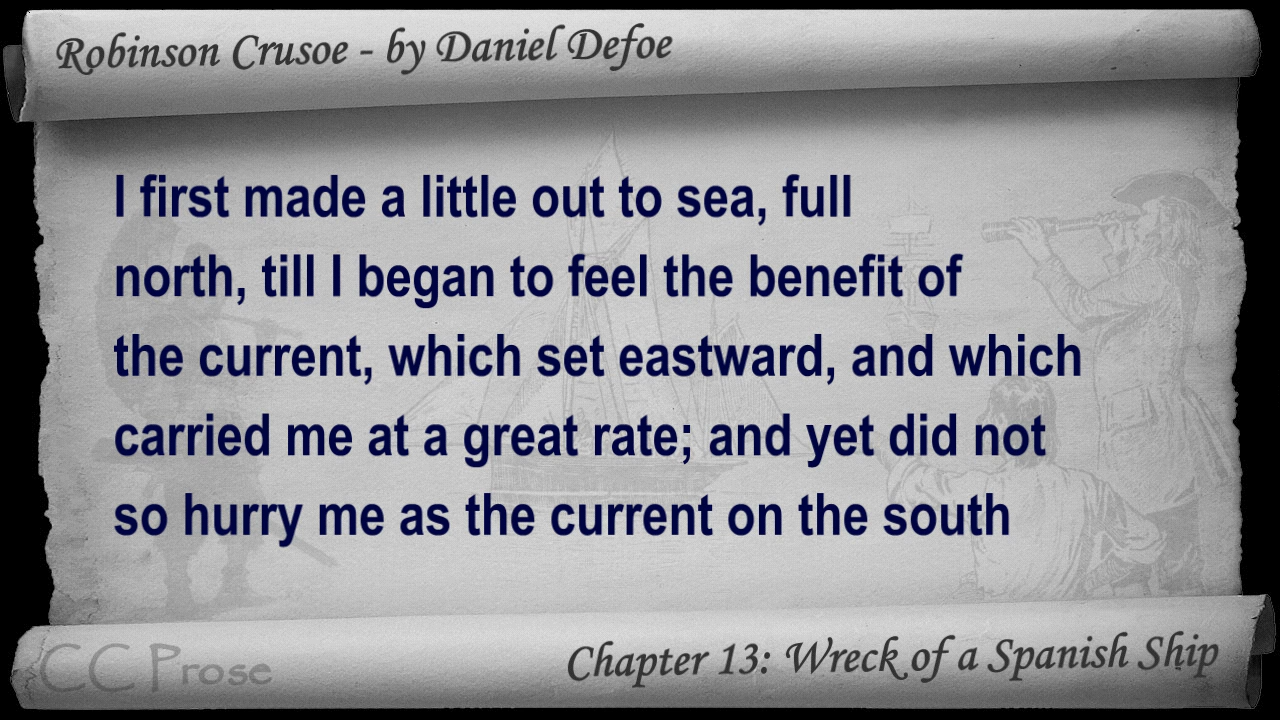 Robinson Crusoe - by Daniel Defoe
I first made a little out to sea, full
north, till I began to feel the benefit of
the current, which set eastward, and which
carried me at a great rate; and yet did not
so hurry me as the current on the south
CC Prose
Chapter 13: Wreck of a Spanish Ship